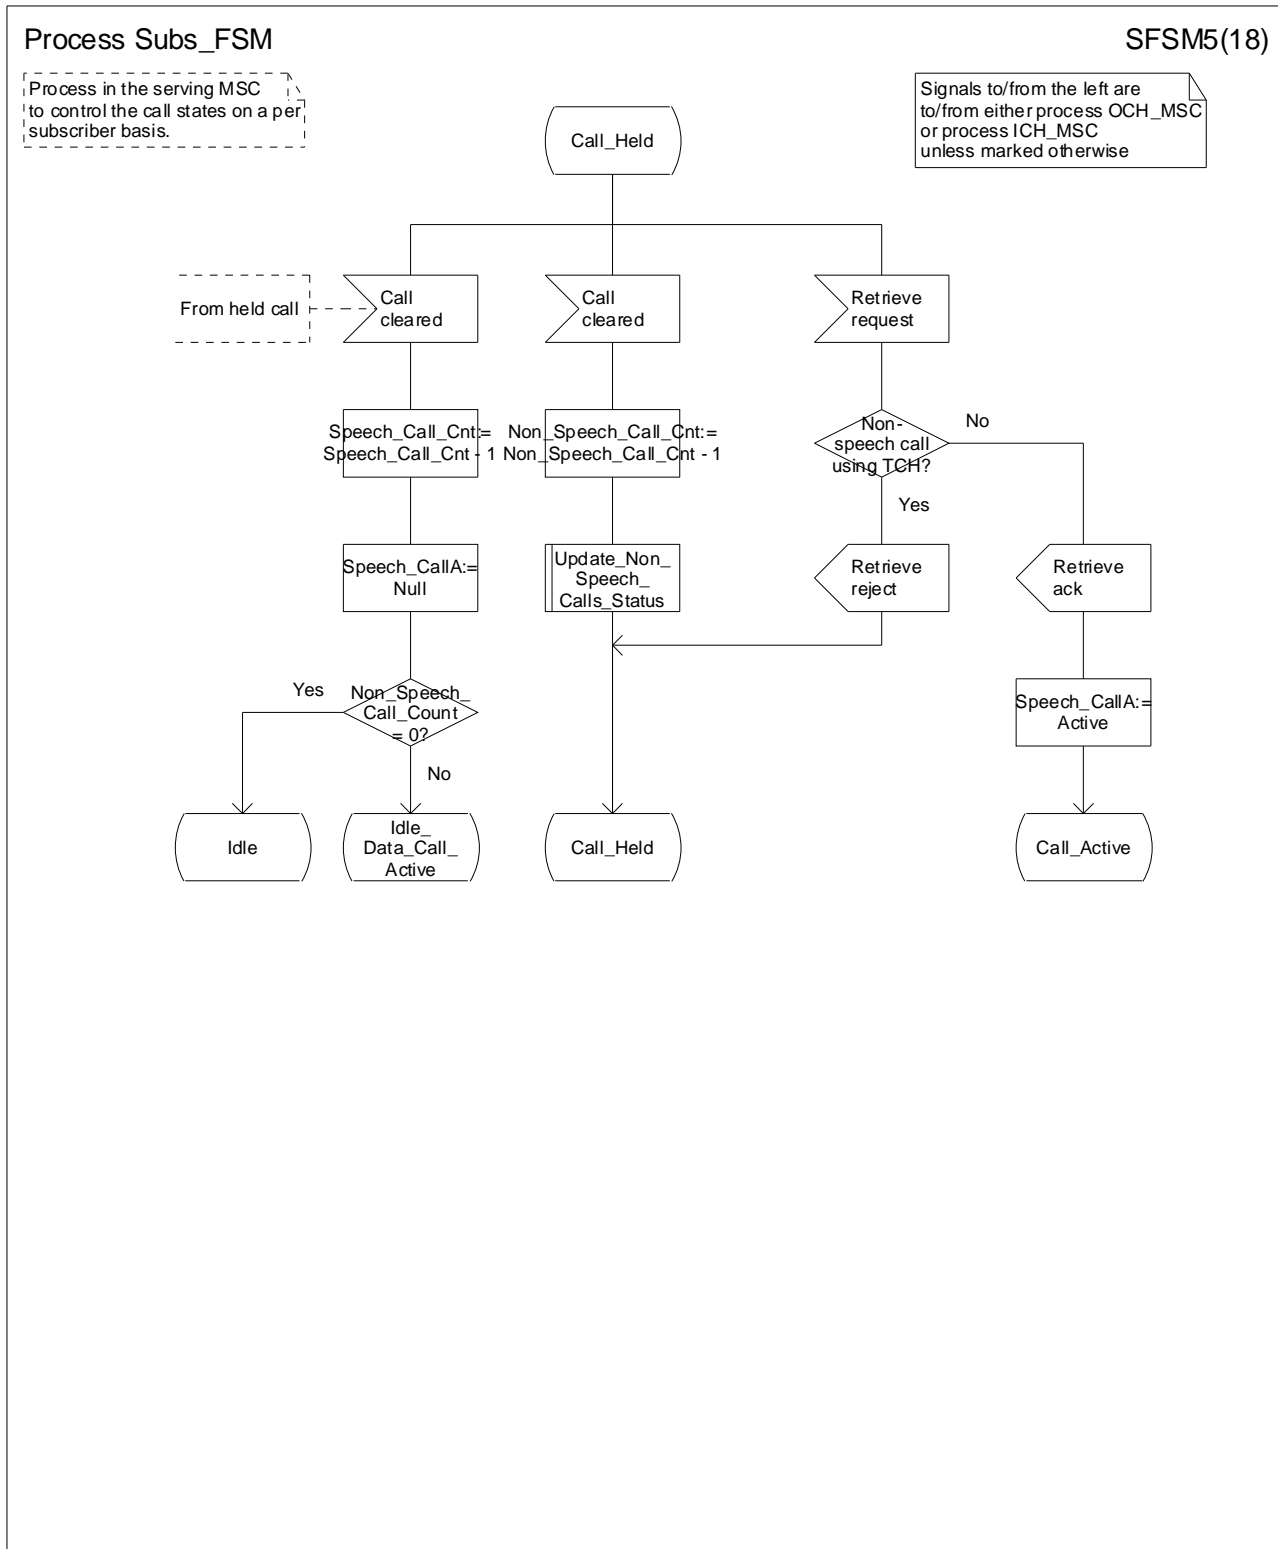 Process Subs_FSM
SFSM5(18)
Process in the serving MSC
to control the call states on a per
subscriber basis.
Signals to/from the left are
to/from either process OCH_MSC
or process ICH_MSC
unless marked otherwise
Call_Held
From held call
Call
cleared
Call
cleared
Retrieve
request
Speech_Call_Cnt:=
Speech_Call_Cnt - 1
Non_Speech_Call_Cnt:=
Non_Speech_Call_Cnt - 1
Non-
speech call
using TCH?
No
Yes
Speech_CallA:=
Null
Update_Non_
Speech_
Calls_Status
Retrieve
reject
Retrieve
ack
Yes
Non_Speech_
Call_Count
= 0?
No
Speech_CallA:=
Active
Idle
Idle_
Data_Call_
Active
Call_Held
Call_Active